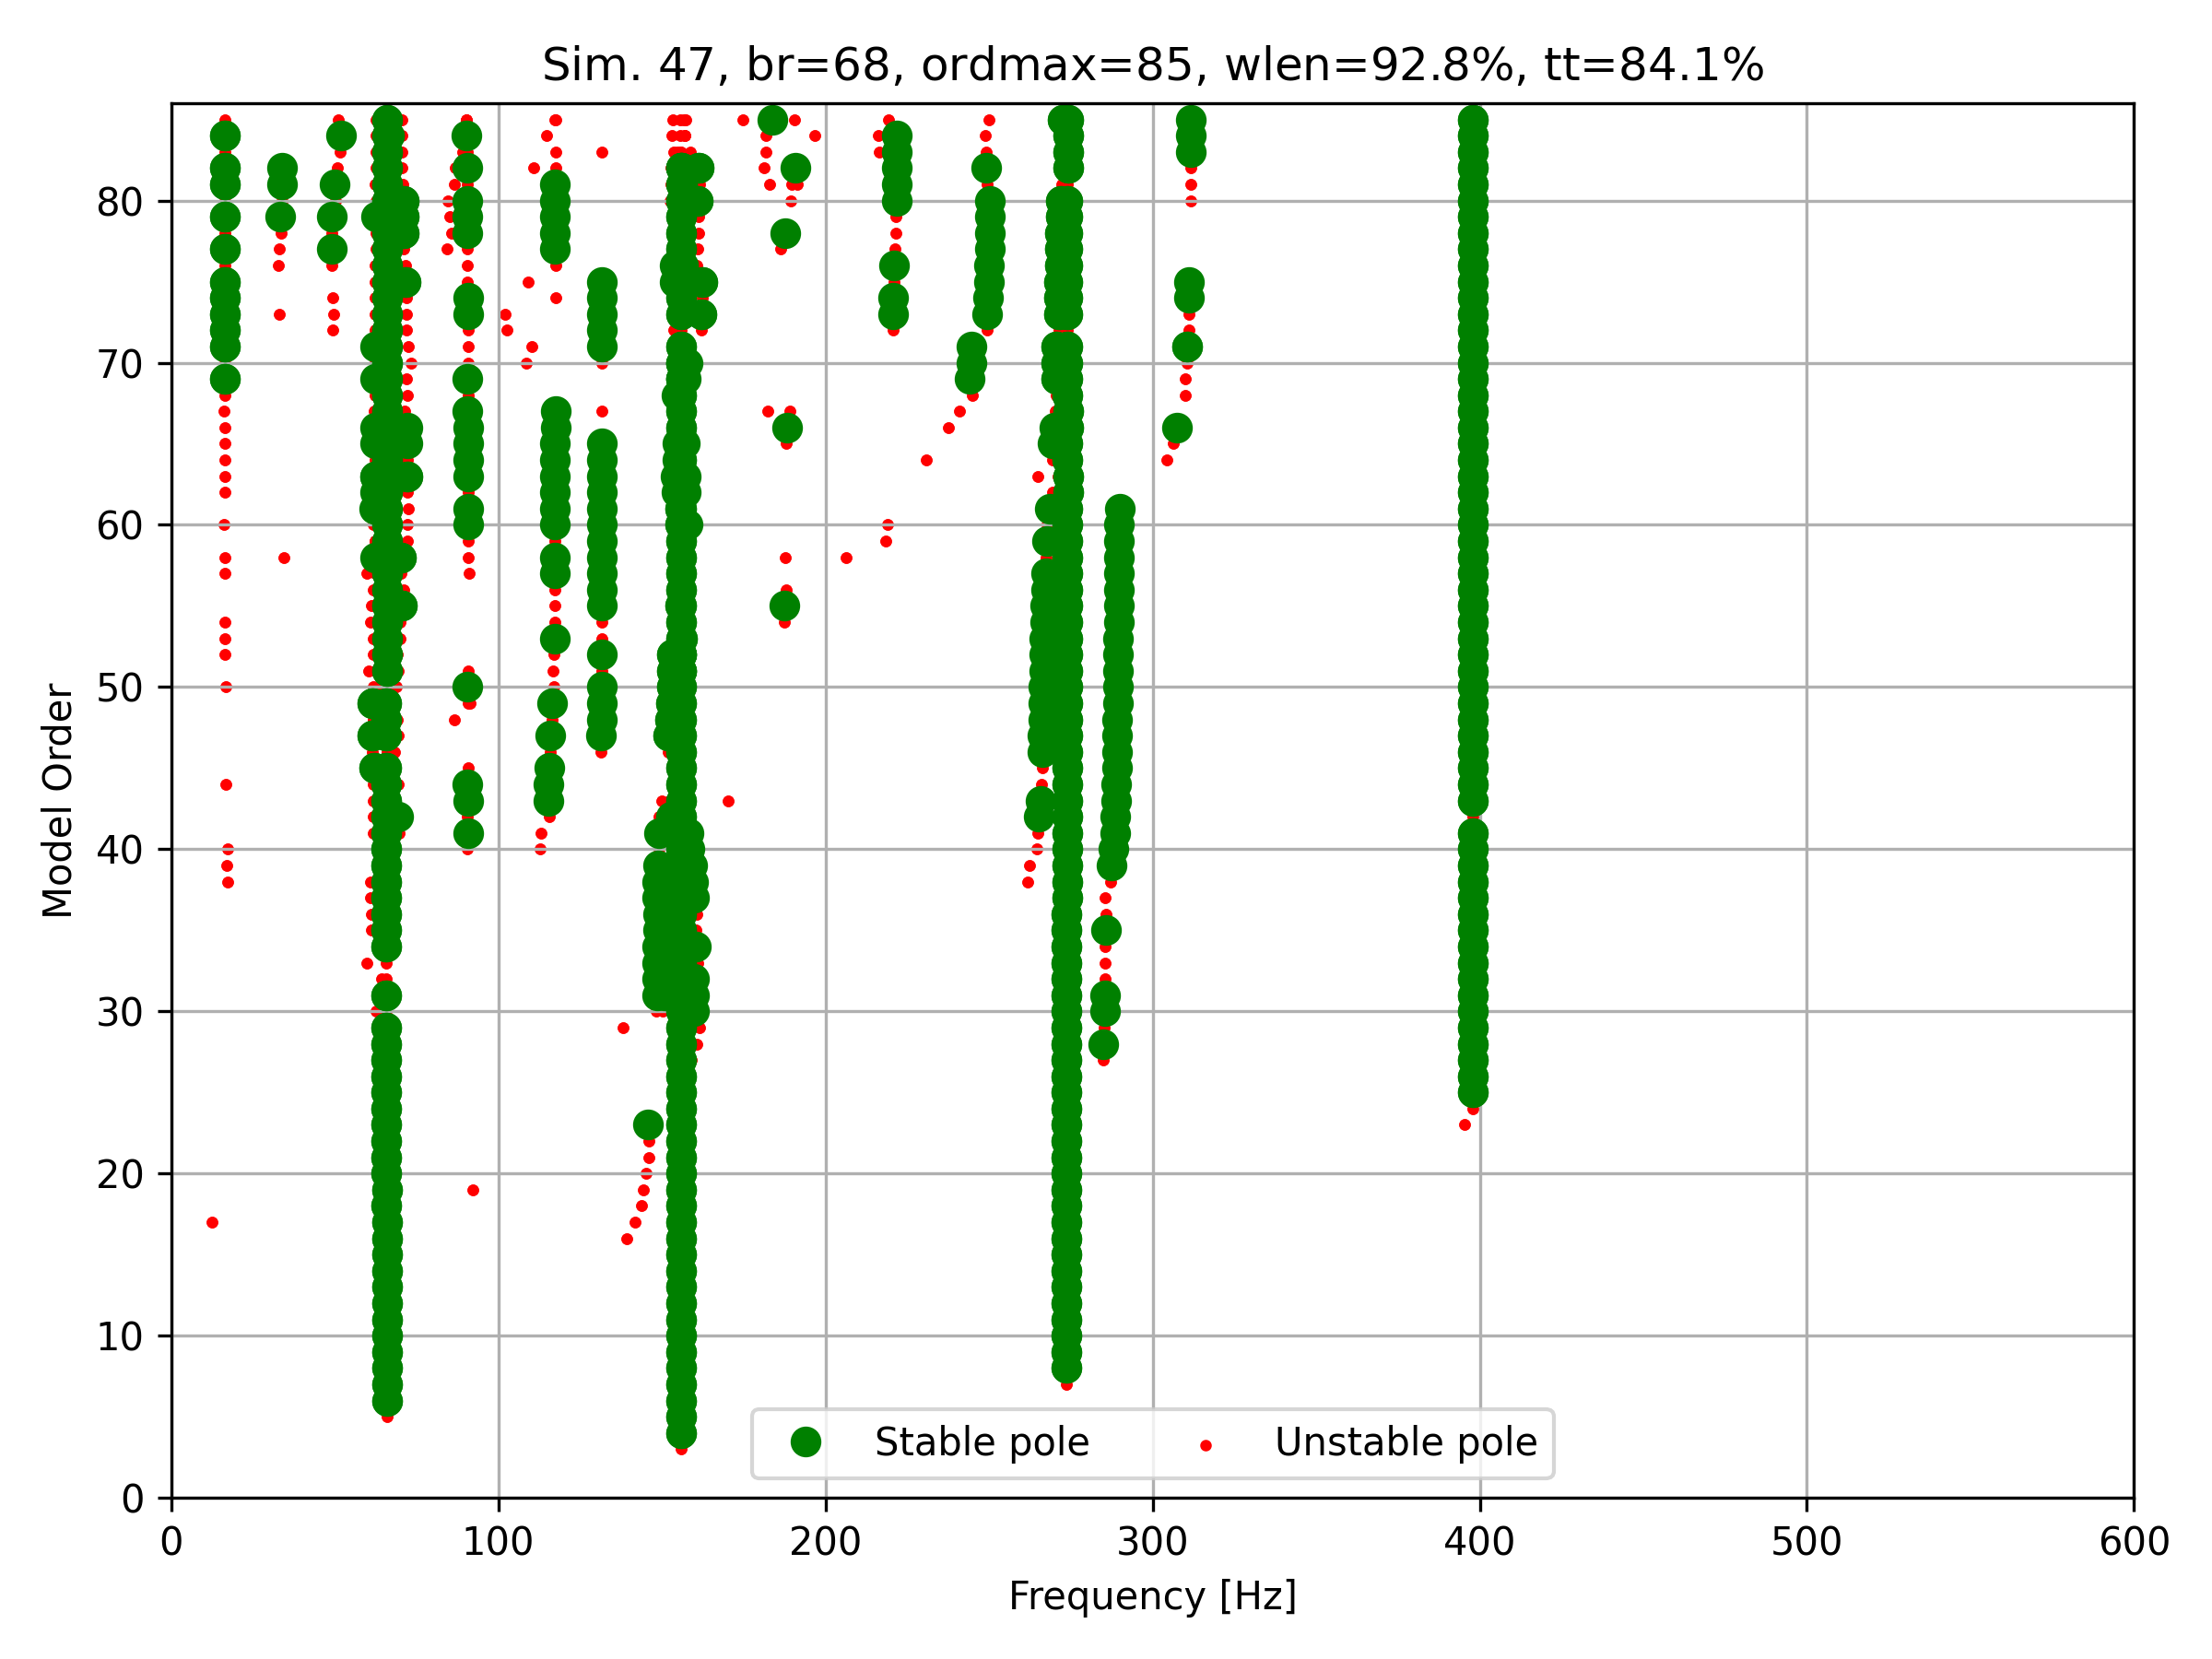 Sim. 47, br=68, ordmax=85, wlen=92.8%, tt=84.1%
Model Order
80
70
60
50
40
30
20
10
0
Stable pole
Unstable pole
0 100 200 300 400 500 600
Frequency [Hz]